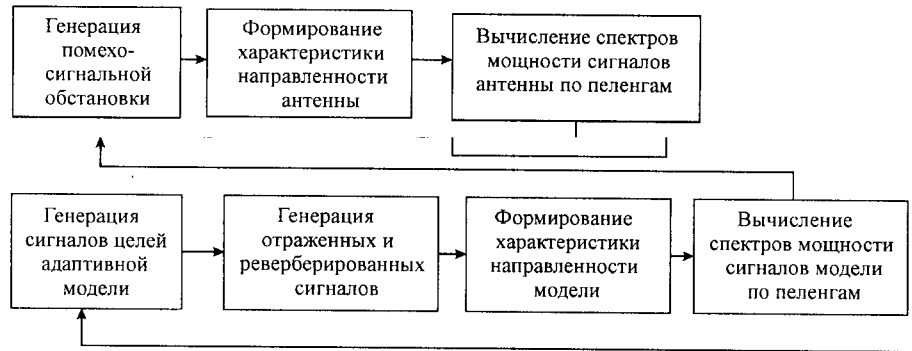 Генерация
помехо-
сигнальной
обстановки
Формирование
характеристики
направленности
антенны
Вычисление спектров
мощности сигналов
антенны по пеленгам
Генерация
сигналов целей
адаптивной
модели
Генерация
отраженных и
реверберированных
сигналов
Формирование
характеристики
направленности
модели
Вычисление
спектров мощности
сигналов модели
по пеленгам